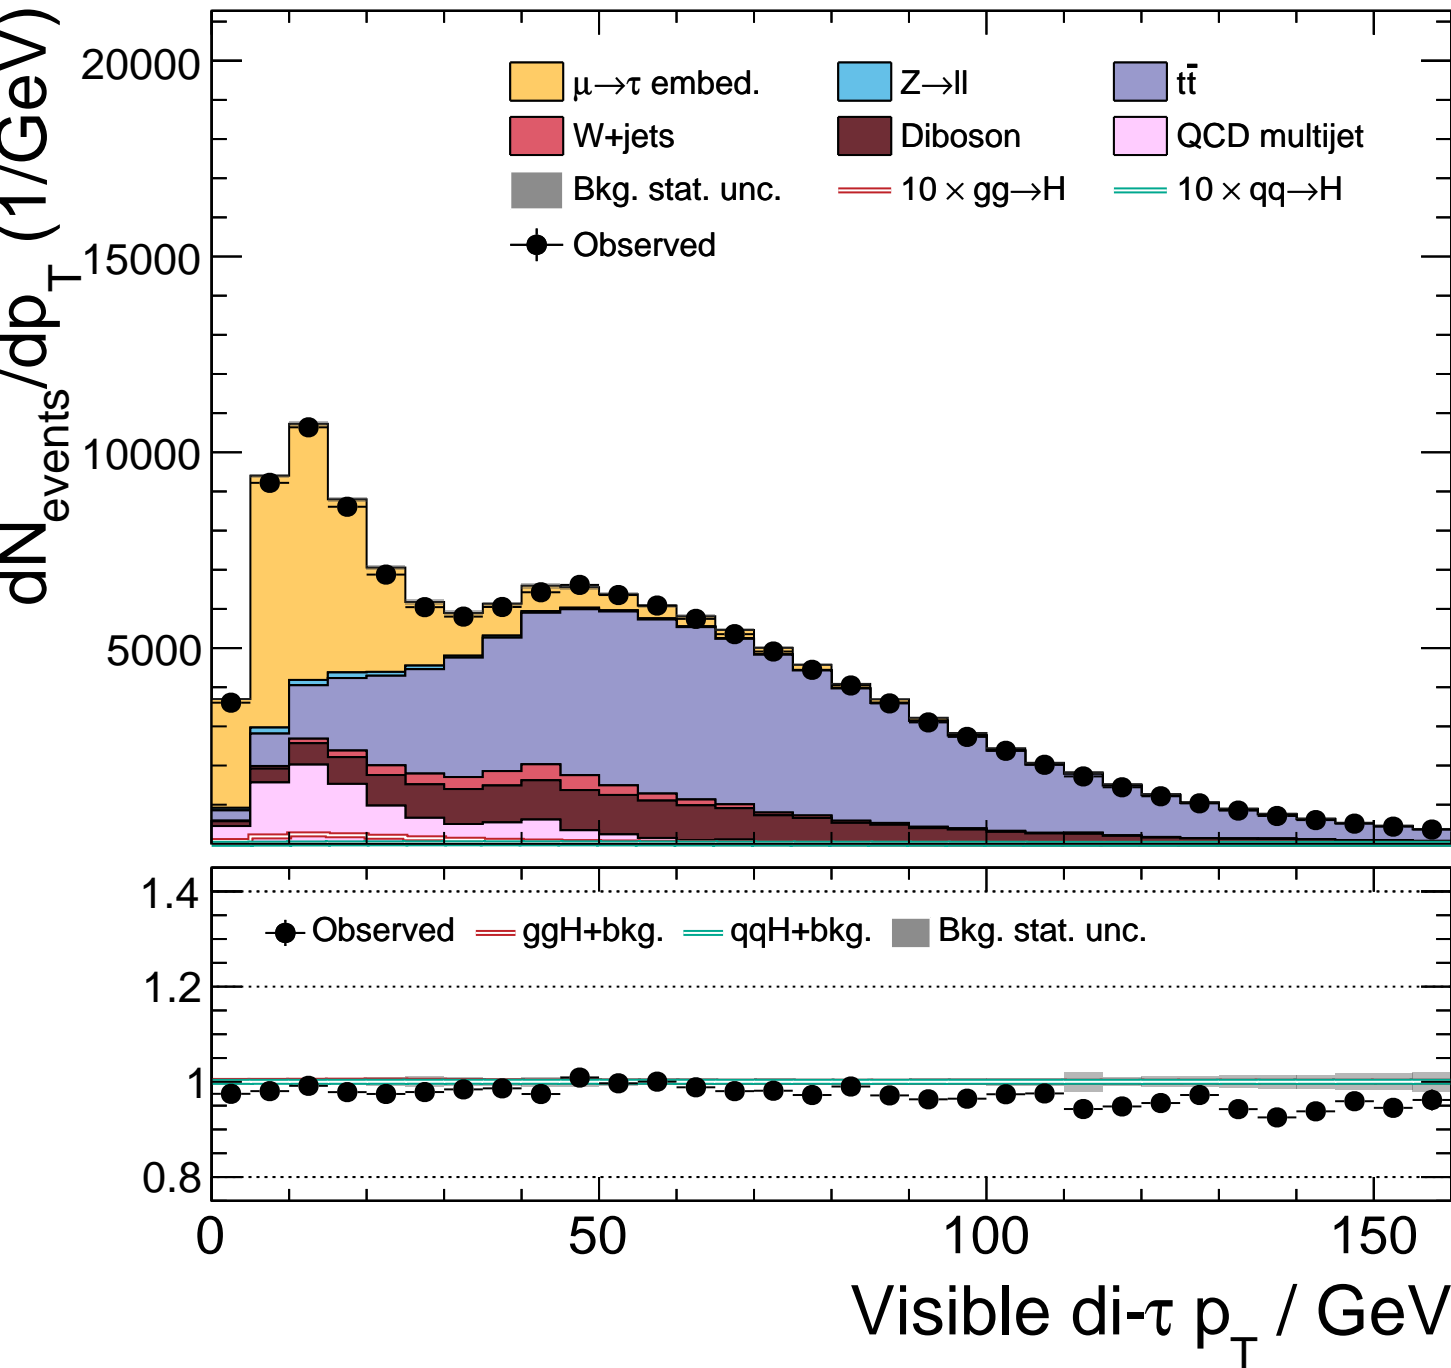 dN_events/dp_T (1/GeV)
20000
15000
10000
5000
μ→τ embed. Z→ll tt̄
W+jets Diboson QCD multijet
Bkg. stat. unc. 10 × gg→H 10 × qq→H
Observed
1.4
1.2
1
0.8
Observed ggH+bkg. qqH+bkg. Bkg. stat. unc.
0 50 100 150
Visible di-τ p_T / GeV